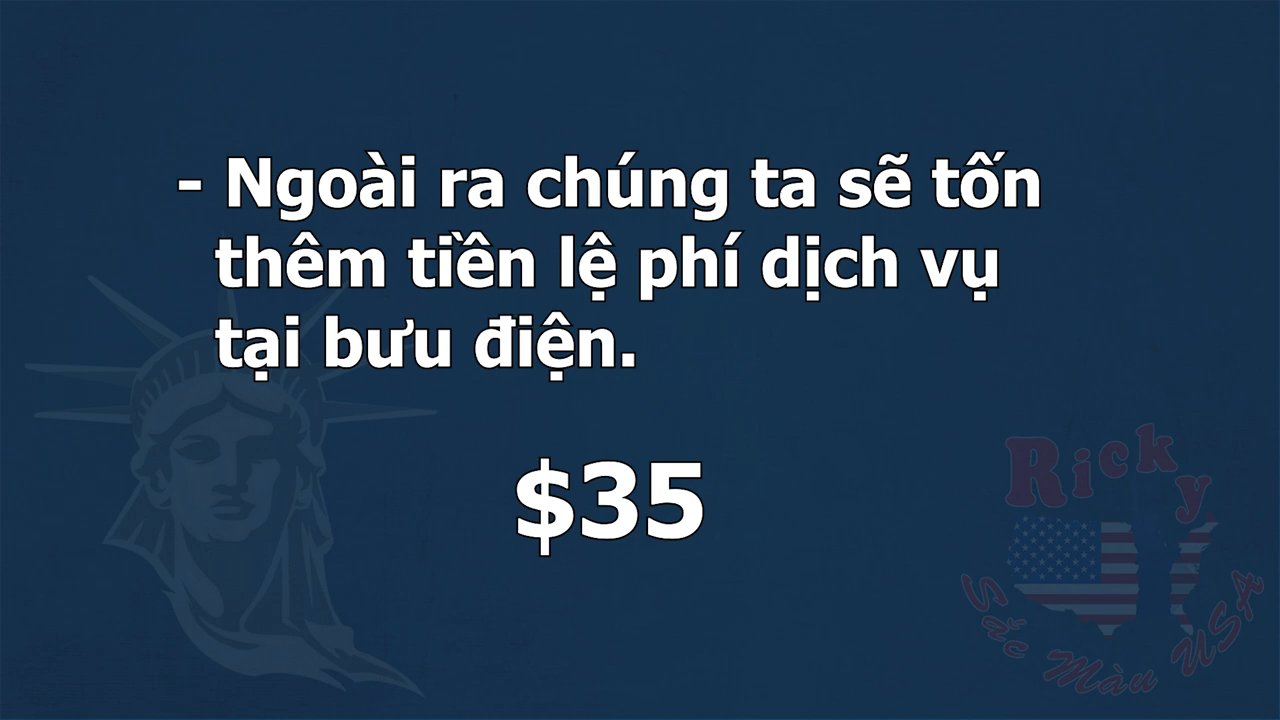 - Ngoài ra chúng ta sẽ tốn
thêm tiền lệ phí dịch vụ
tại bưu điện.
$35
Ricky
Sắc Màu USA